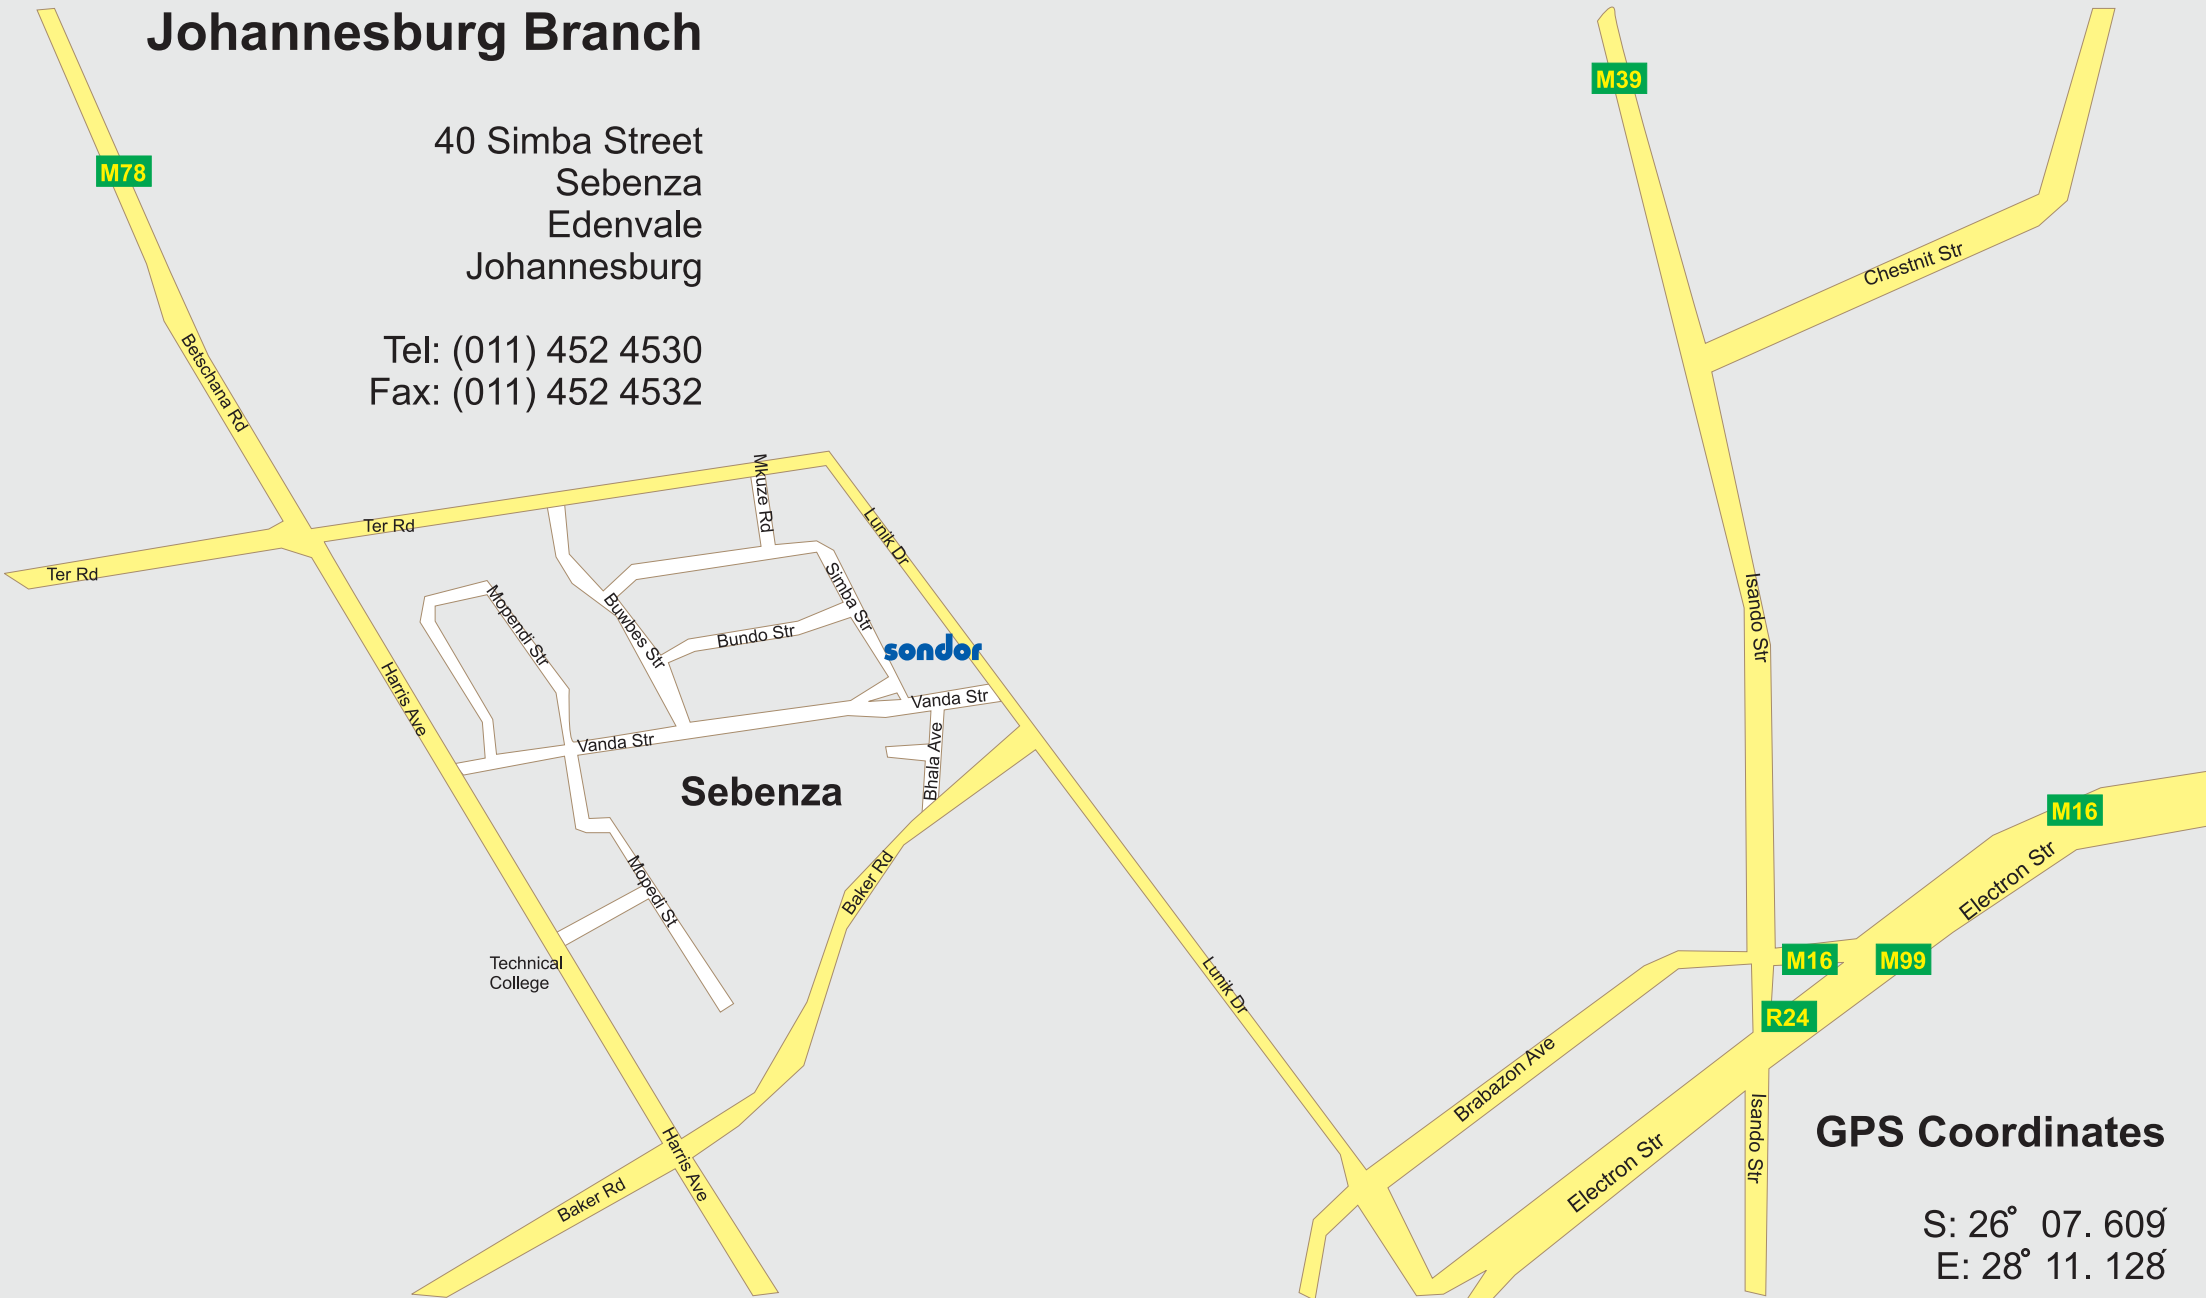 Johannesburg Branch
40 Simba Street
Sebenza
Edenvale
Johannesburg
Tel: (011) 452 4530
Fax: (011) 452 4532
M78
M39
Chestnit Str
Betschana Rd
Ter Rd
Ter Rd
Mkuze Rd
Lunik Dr
Simba Str
Mopendi Str
Buwbes Str
Bundo Str
sondor
Isando Str
Harris Ave
Vanda Str
Vanda Str
Bhala Ave
Sebenza
M16
Electron Str
Baker Rd
Mopedi St
Technical
College
Lunik Dr
M16
M99
R24
Brabazon Ave
Isando Str
Electron Str
Harris Ave
Baker Rd
GPS Coordinates
S: 26° 07. 609′
E: 28° 11. 128′